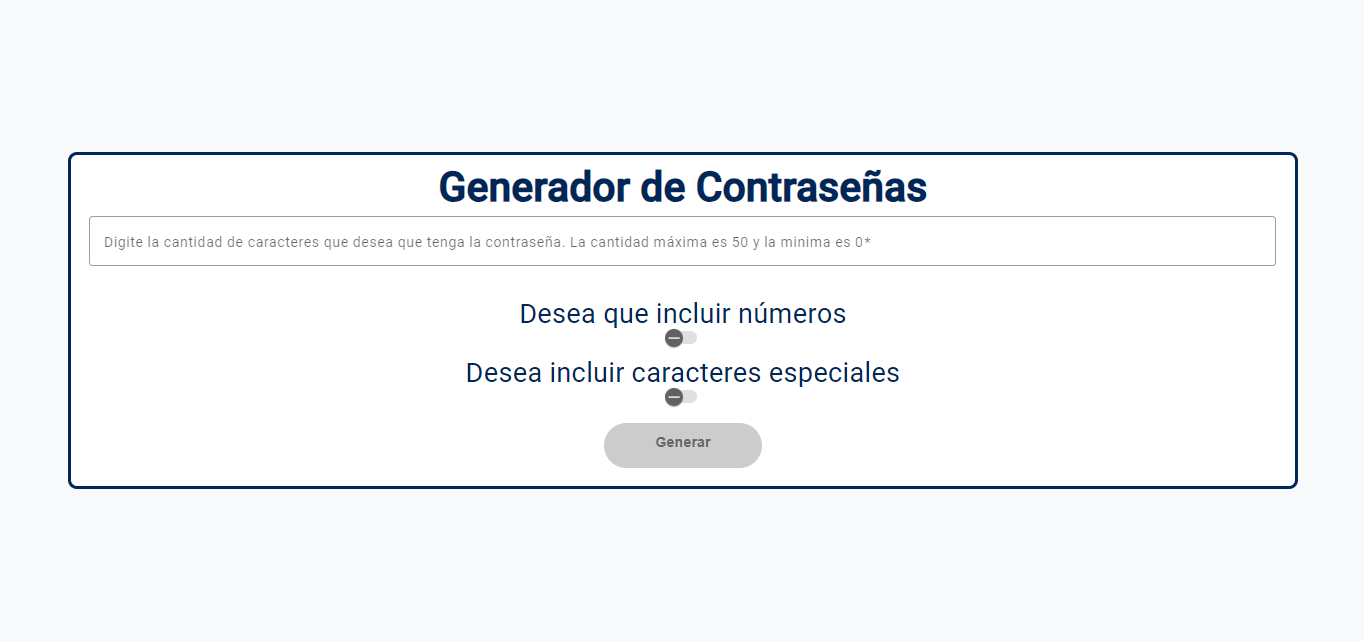 Generador de Contraseñas
Digite la cantidad de caracteres que desea que tenga la contraseña. La cantidad máxima es 50 y la minima es 0*
Desea que incluir números
Desea incluir caracteres especiales
Generar